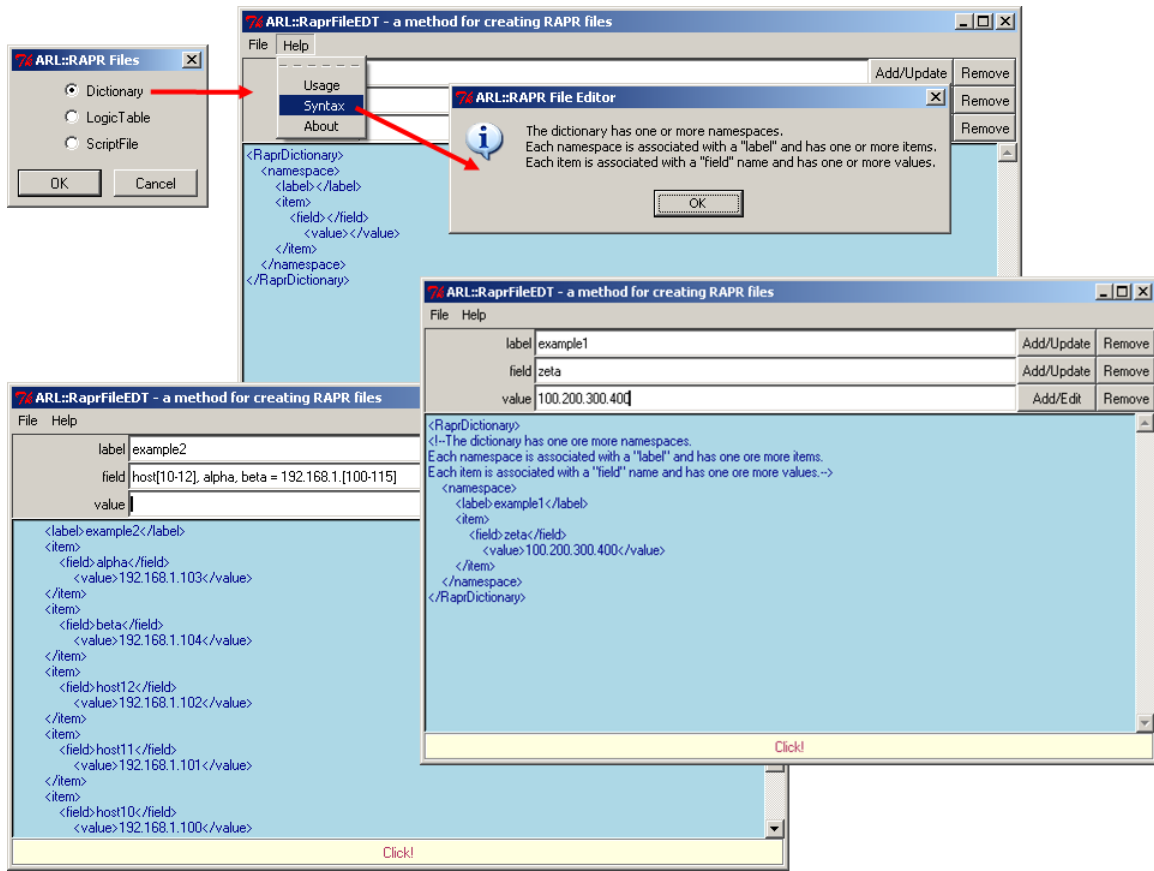 ARL::RAPR Files
Dictionary
LogicTable
ScriptFile
OK Cancel
ARL::RaprFileEDT - a method for creating RAPR files
File Help
Usage
Syntax
About
Add/Update Remove
Remove
Remove
<RaprDictionary>
<namespace>
<label></label>
<item>
<field></field>
<value></value>
</item>
</namespace>
</RaprDictionary>
ARL::RAPR File Editor
The dictionary has one or more namespaces.
Each namespace is associated with a "label" and has one or more items.
Each item is associated with a "field" name and has one or more values.
OK
ARL::RaprFileEDT - a method for creating RAPR files
File Help
label example1 Add/Update Remove
field zeta Add/Update Remove
value 100.200.300.400 Add/Edit Remove
<RaprDictionary>
<!--The dictionary has one ore more namespaces.
Each namespace is associated with a "label" and has one ore more items.
Each item is associated with a "field" name and has one ore more values.-->
<namespace>
<label>example1</label>
<item>
<field>zeta</field>
<value>100.200.300.400</value>
</item>
</namespace>
</RaprDictionary>
Click!
ARL::RaprFileEDT - a method for creating RAPR files
File Help
label example2
field host[10-12], alpha, beta = 192.168.1.[100-115]
value
<label>example2</label>
<item>
<field>alpha</field>
<value>192.168.1.103</value>
</item>
<item>
<field>beta</field>
<value>192.168.1.104</value>
</item>
<item>
<field>host12</field>
<value>192.168.1.102</value>
</item>
<item>
<field>host11</field>
<value>192.168.1.101</value>
</item>
<item>
<field>host10</field>
<value>192.168.1.100</value>
Click!